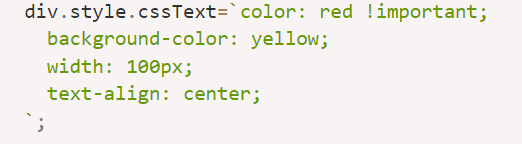 div.style.cssText=`color: red !important;
  background-color: yellow;
  width: 100px;
  text-align: center;
`;